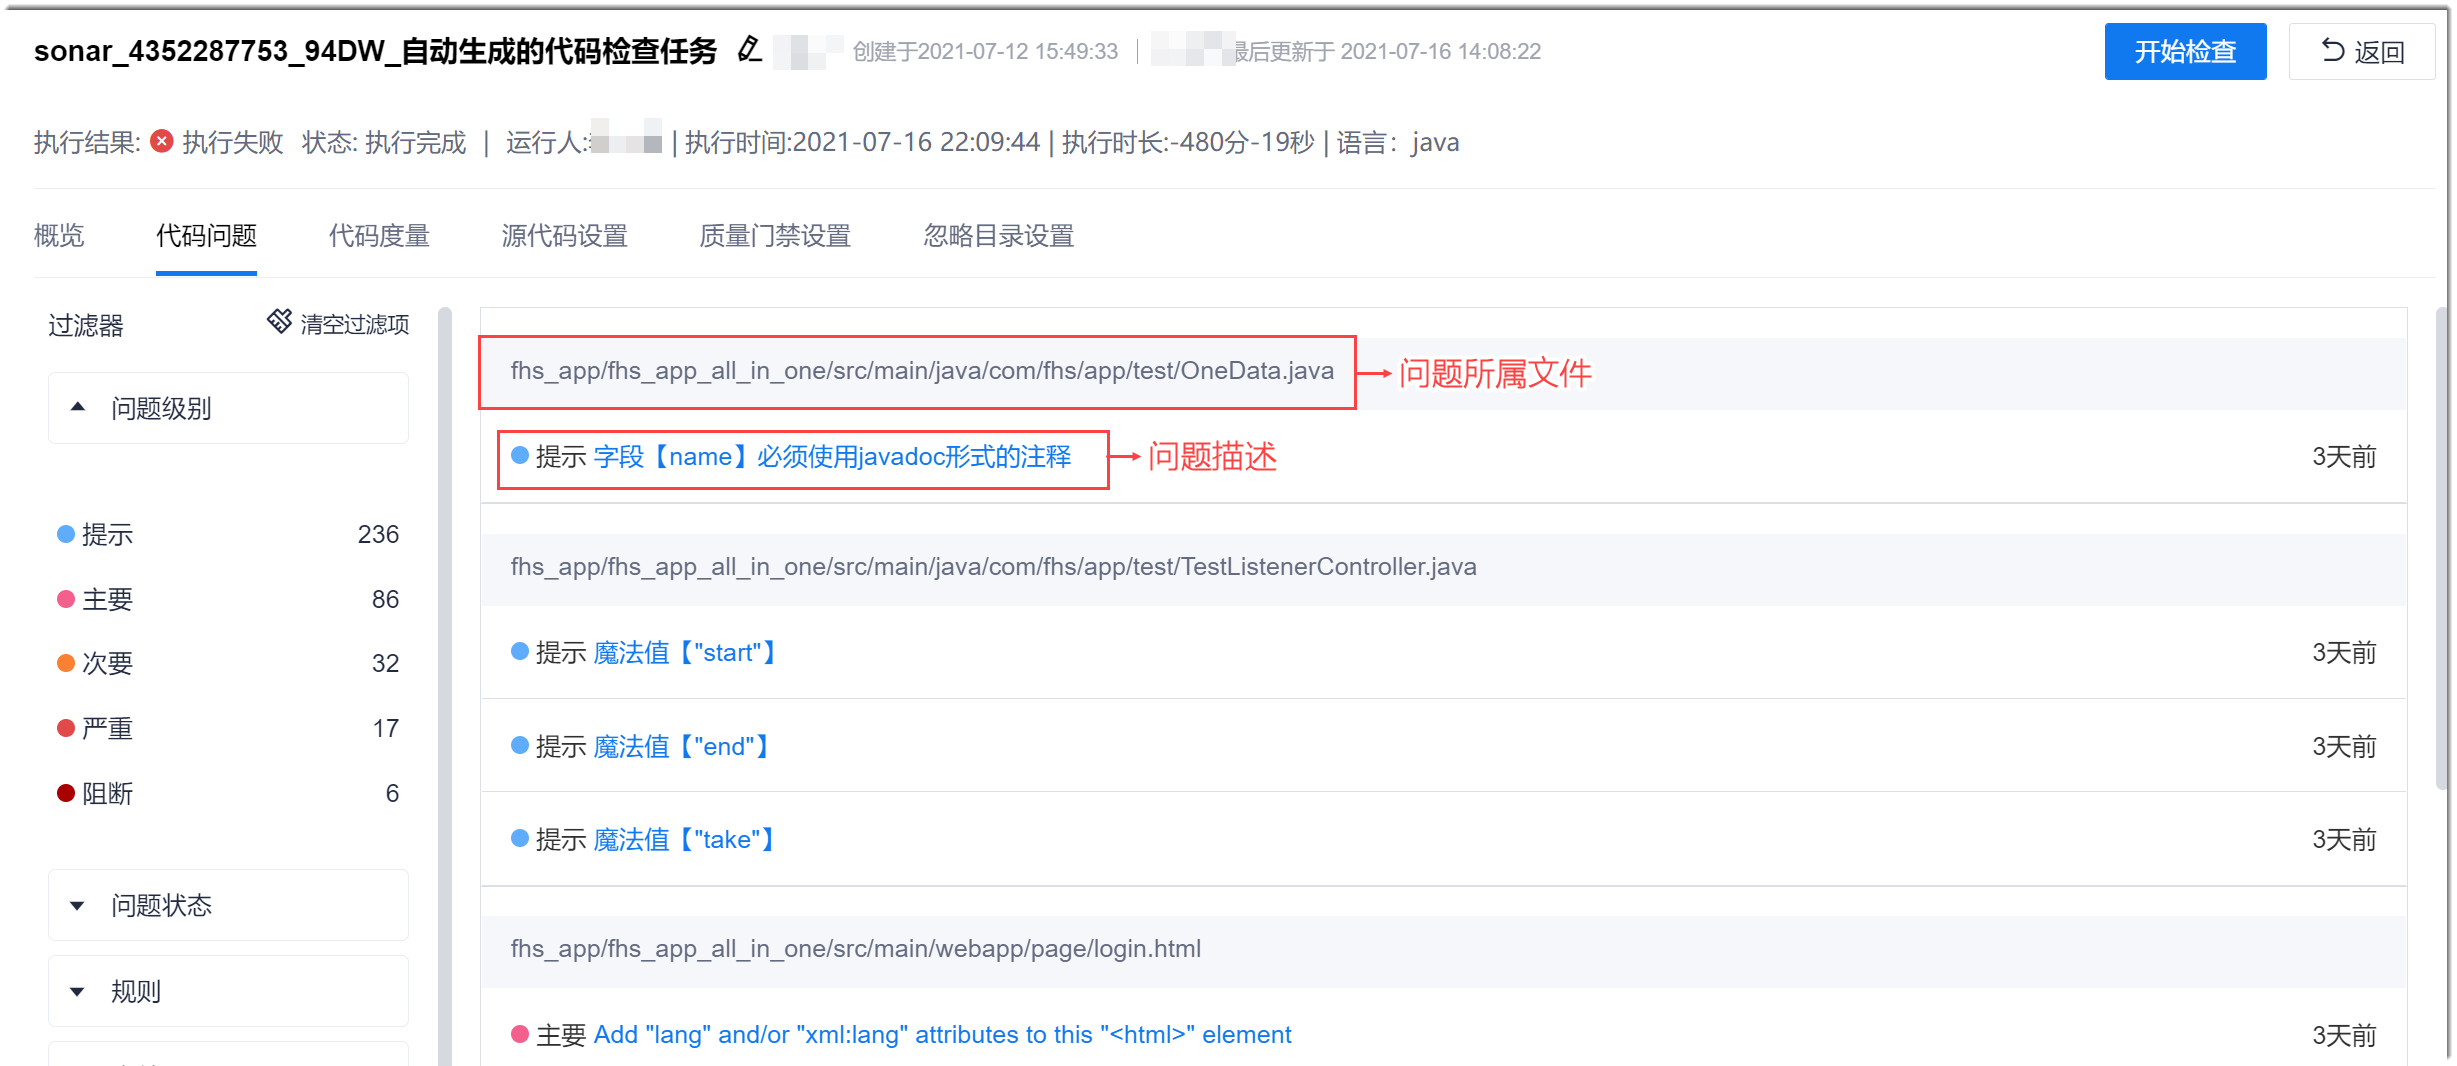 sonar_4352287753_94DW_自动生成的代码检查任务 创建于2021-07-12 15:49:33 最后更新于 2021-07-16 14:08:22 开始检查 返回
执行结果: 执行失败 状态: 执行完成 | 运行人: | 执行时间:2021-07-16 22:09:44 | 执行时长:-480分-19秒 | 语言：java
概览 代码问题 代码度量 源代码设置 质量门禁设置 忽略目录设置
过滤器 清空过滤项
问题级别
提示 236
主要 86
次要 32
严重 17
阻断 6
问题状态
规则
fhs_app/fhs_app_all_in_one/src/main/java/com/fhs/app/test/OneData.java 问题所属文件
提示 字段【name】必须使用javadoc形式的注释 问题描述 3天前
fhs_app/fhs_app_all_in_one/src/main/java/com/fhs/app/test/TestListenerController.java
提示 魔法值【"start"】 3天前
提示 魔法值【"end"】 3天前
提示 魔法值【"take"】 3天前
fhs_app/fhs_app_all_in_one/src/main/webapp/page/login.html
主要 Add "lang" and/or "xml:lang" attributes to this "<html>" element 3天前